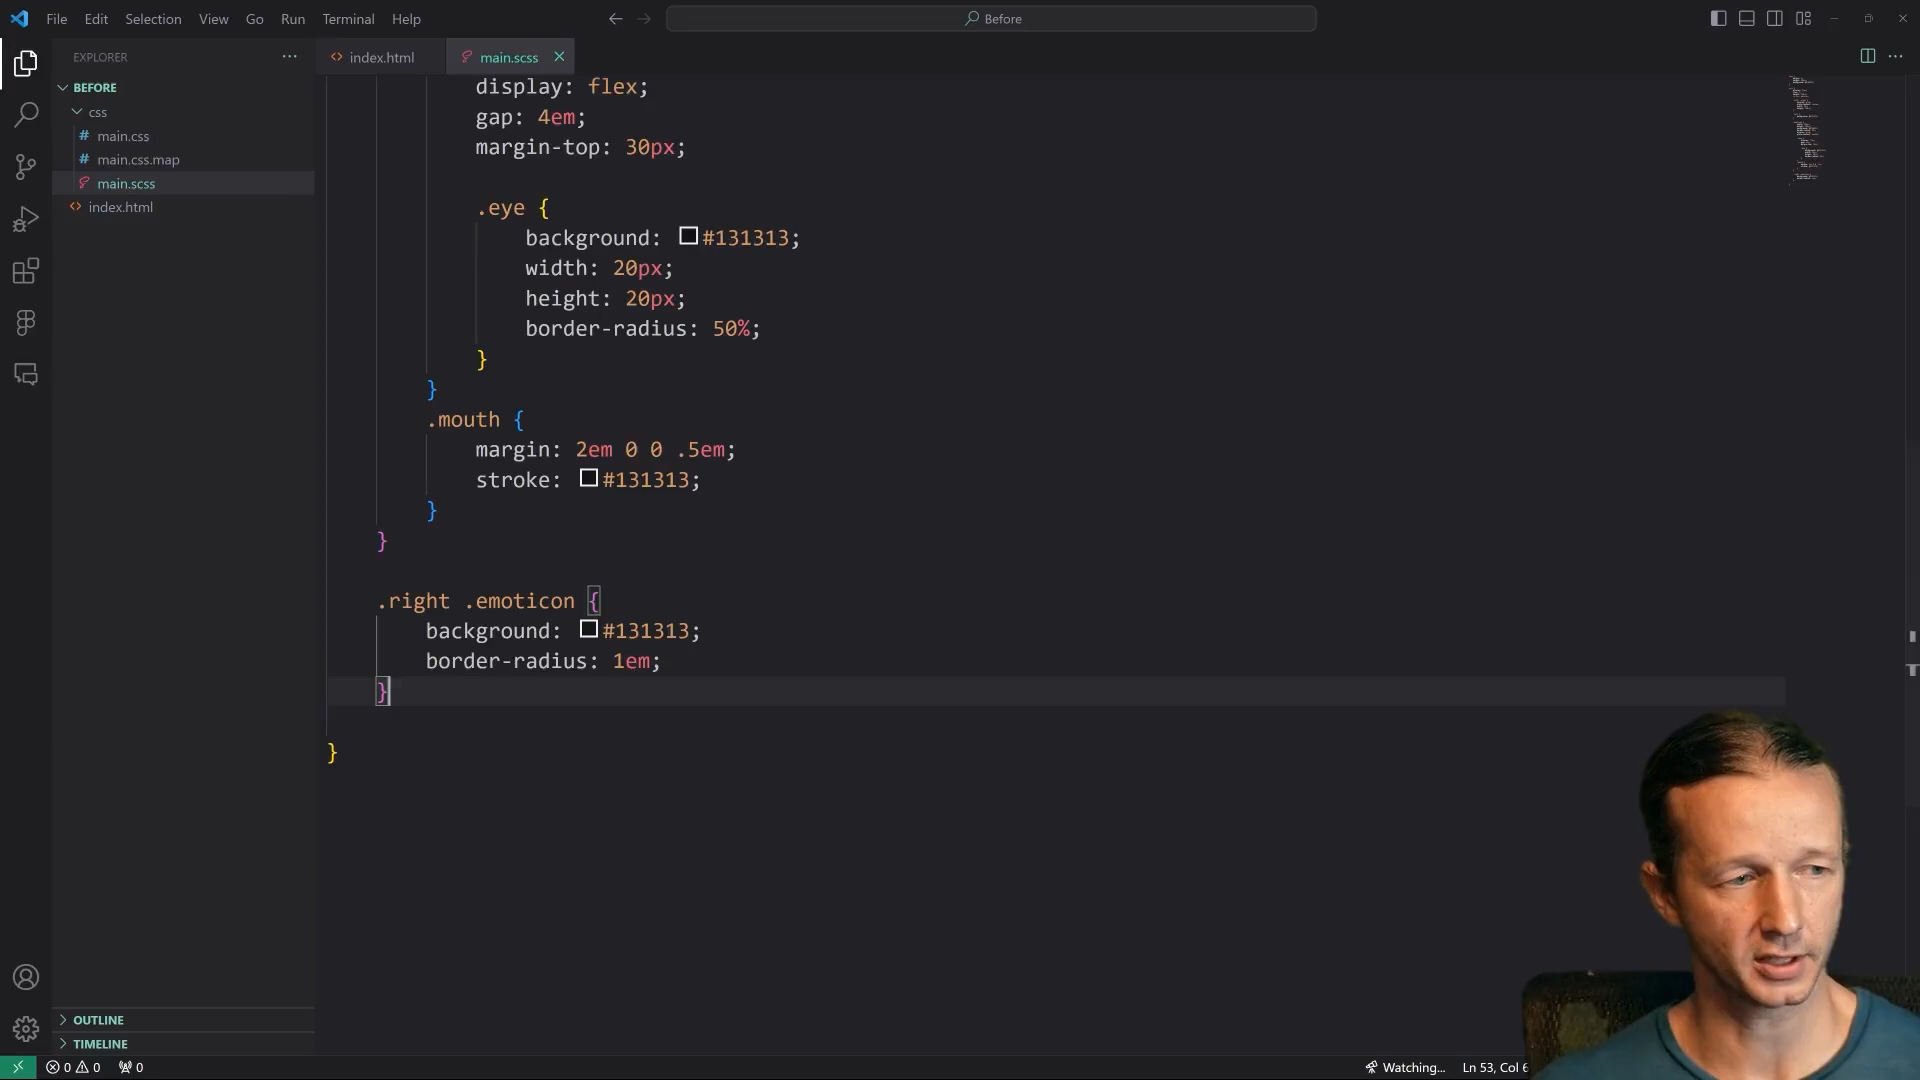 File Edit Selection View Go Run Terminal Help
Before
EXPLORER
index.html
main.scss
BEFORE
css
# main.css
# main.css.map
main.scss
<> index.html
display: flex;
gap: 4em;
margin-top: 30px;
.eye {
background: #131313;
width: 20px;
height: 20px;
border-radius: 50%;
}
}
.mouth {
margin: 2em 0 0 .5em;
stroke: #131313;
}
}
.right .emoticon {
background: #131313;
border-radius: 1em;
}
}
OUTLINE
TIMELINE
0 0 0
Watching... Ln 53, Col 6